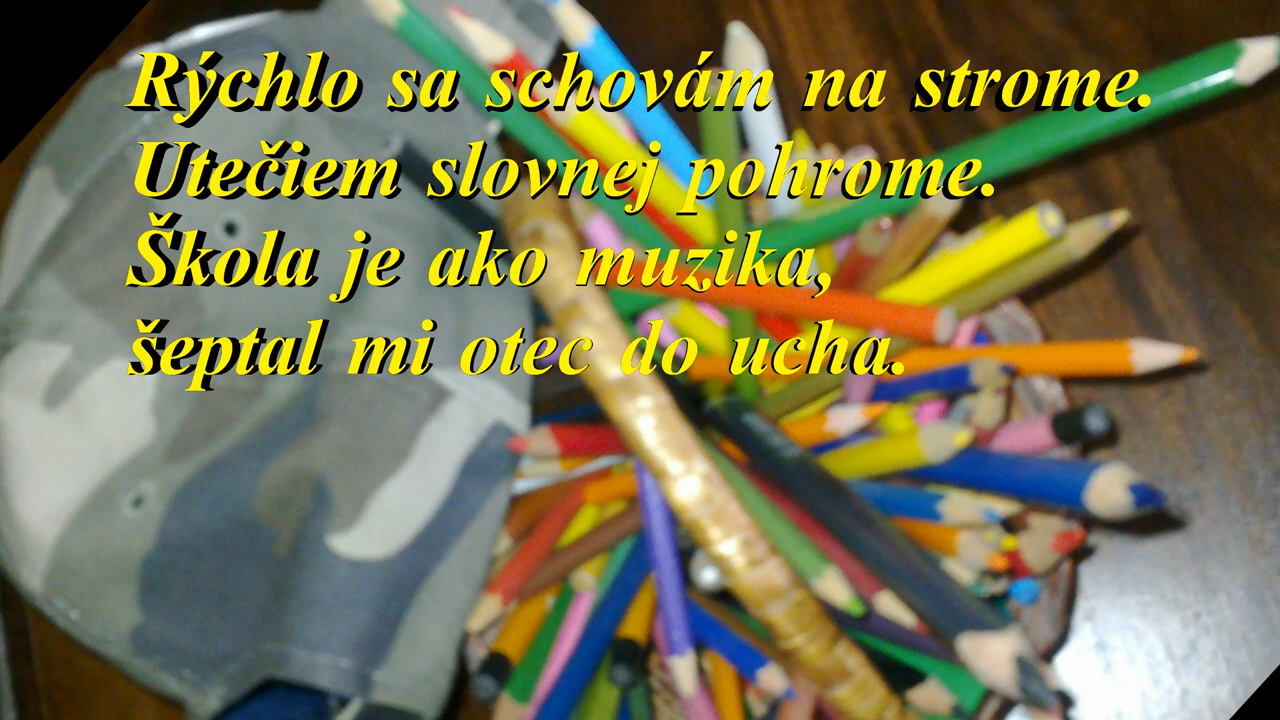 Rýchlo sa schovám na strome.
Utečiem slovnej pohrome.
Škola je ako muzika,
šeptal mi otec do ucha.